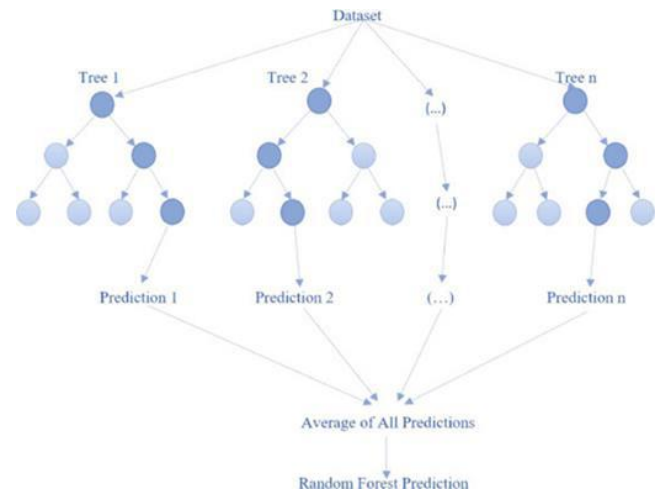 Dataset
Tree 1
Tree 2
Tree n
(...)
(...)
Prediction 1
Prediction 2
(...)
Prediction n
Average of All Predictions
Random Forest Prediction